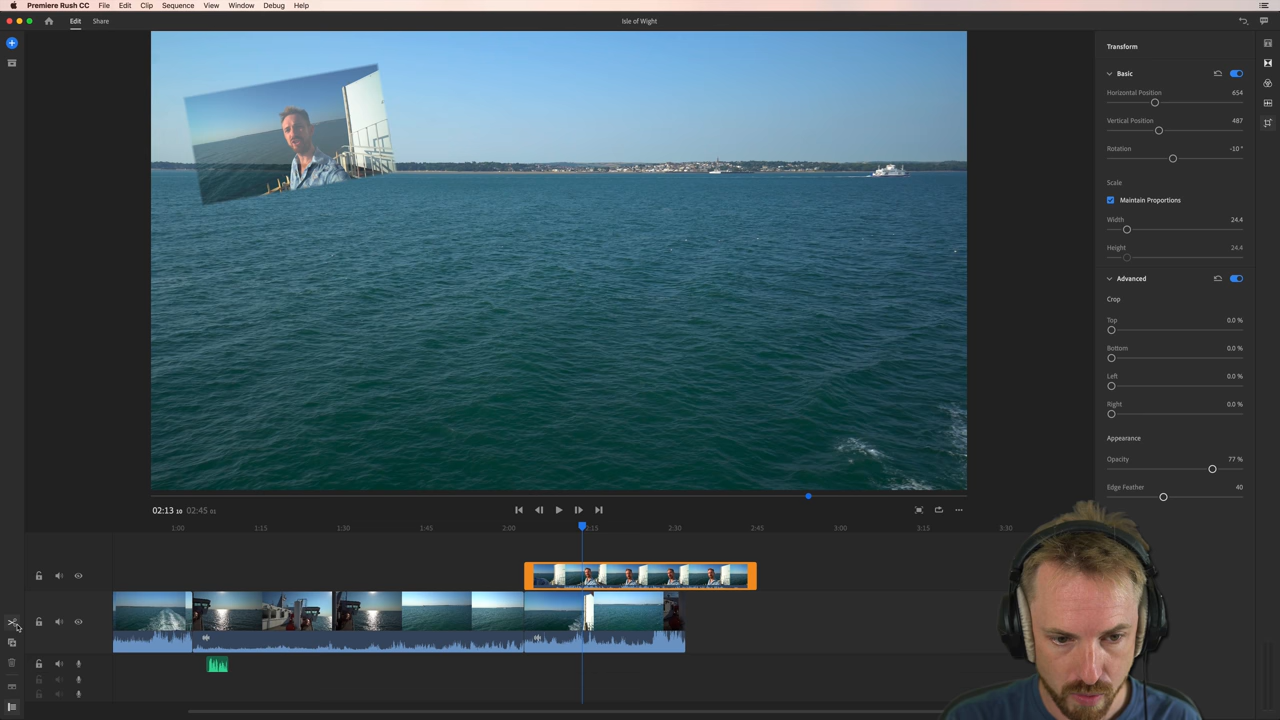 Premiere Rush CC File Edit Clip Sequence View Window Debug Help
Edit Share Isle of Wight
Transform
Basic
Horizontal Position 654
Vertical Position 487
Rotation -10 °
Scale
Maintain Proportions
Width 24.4
Height 24.4
Advanced
Crop
Top 0.0 %
Bottom 0.0 %
Left 0.0 %
Right 0.0 %
Appearance
Opacity 77 %
Edge Feather 40
02:13 10 02:45 01
1:00 1:15 1:30 1:45 2:00 2:15 2:30 2:45 3:00 3:15 3:30